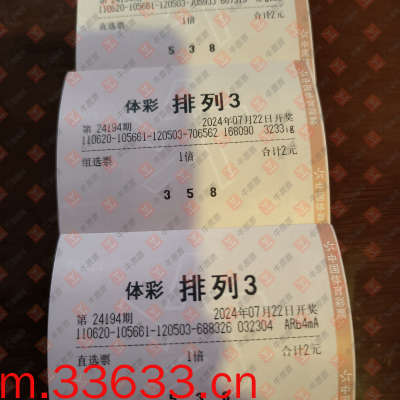 直选票 1倍 合计2元
5 3 8
体彩 排列3
第 24194期 2024年07月22日开奖
110620-105661-120503-706562 168090 3233ig
组选票 1倍 合计2元
3 5 8
体彩 排列3
第 24194期 2024年07月22日开奖
110620-105661-120503-688326 032304 ARb4mA
直选票 1倍 合计2元
m.33633.cn